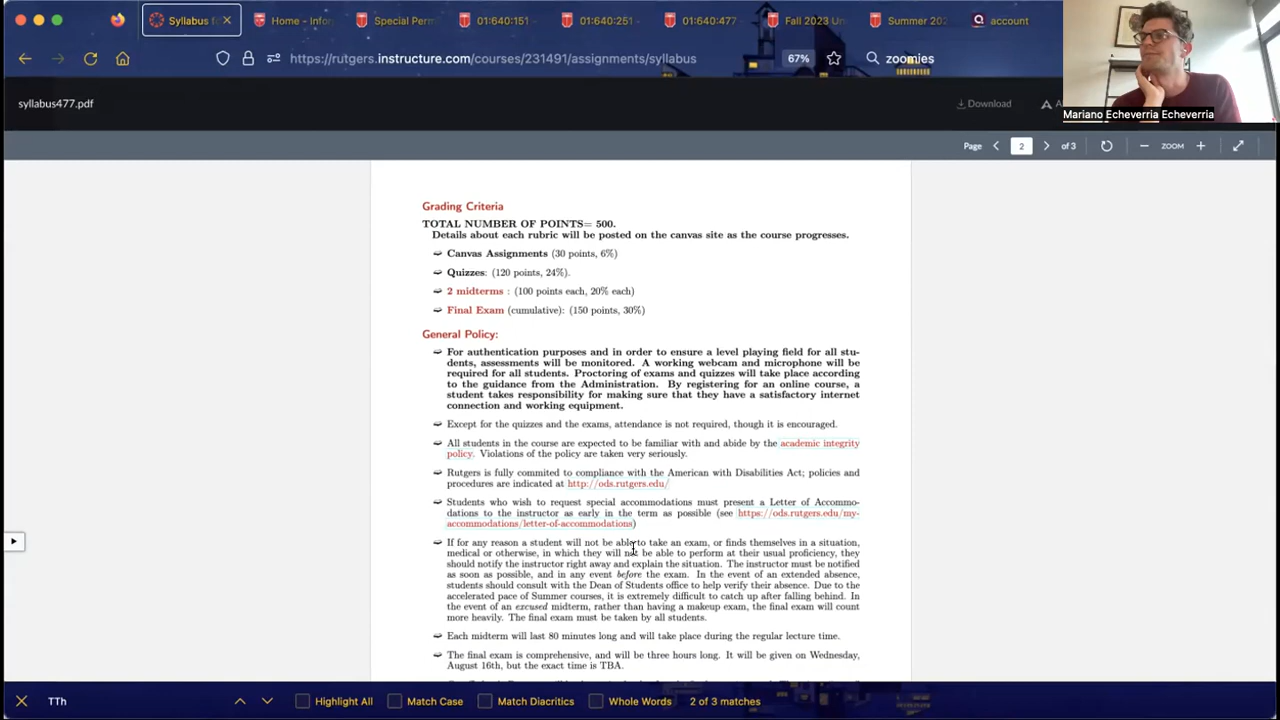 Syllabus f
Home - Info
Special Perm
01:640:151
01:640:251
01:640:477
Fall 2023 Un
Summer 202
account
https://rutgers.instructure.com/courses/231491/assignments/syllabus
67%
zoomies
Mariano Echeverria Echeverria
syllabus477.pdf
Download
Page
2
of 3
ZOOM
Grading Criteria
TOTAL NUMBER OF POINTS= 500.
Details about each rubric will be posted on the canvas site as the course progresses.
Canvas Assignments (30 points, 6%)
Quizzes: (120 points, 24%).
2 midterms : (100 points each, 20% each)
Final Exam (cumulative): (150 points, 30%)
General Policy:
For authentication purposes and in order to ensure a level playing field for all stu-
dents, assessments will be monitored. A working webcam and microphone will be
required for all students. Proctoring of exams and quizzes will take place according
to the guidance from the Administration. By registering for an online course, a
student takes responsibility for making sure that they have a satisfactory internet
connection and working equipment.
Except for the quizzes and the exams, attendance is not required, though it is encouraged.
All students in the course are expected to be familiar with and abide by the academic integrity
policy. Violations of the policy are taken very seriously.
Rutgers is fully commited to compliance with the American with Disabilities Act; policies and
procedures are indicated at http://ods.rutgers.edu/
Students who wish to request special accommodations must present a Letter of Accommo-
dations to the instructor as early in the term as possible (see https://ods.rutgers.edu/my-
accommodations/letter-of-accommodations)
If for any reason a student will not be able to take an exam, or finds themselves in a situation,
medical or otherwise, in which they will not be able to perform at their usual proficiency, they
should notify the instructor right away and explain the situation. The instructor must be notified
as soon as possible, and in any event before the exam. In the event of an extended absence,
students should consult with the Dean of Students office to help verify their absence. Due to the
accelerated pace of Summer courses, it is extremely difficult to catch up after falling behind. In
the event of an excused midterm, rather than having a makeup exam, the final exam will count
more heavily. The final exam must be taken by all students.
Each midterm will last 80 minutes long and will take place during the regular lecture time.
The final exam is comprehensive, and will be three hours long. It will be given on Wednesday,
August 16th, but the exact time is TBA.
TTh
Highlight All
Match Case
Match Diacritics
Whole Words
2 of 3 matches